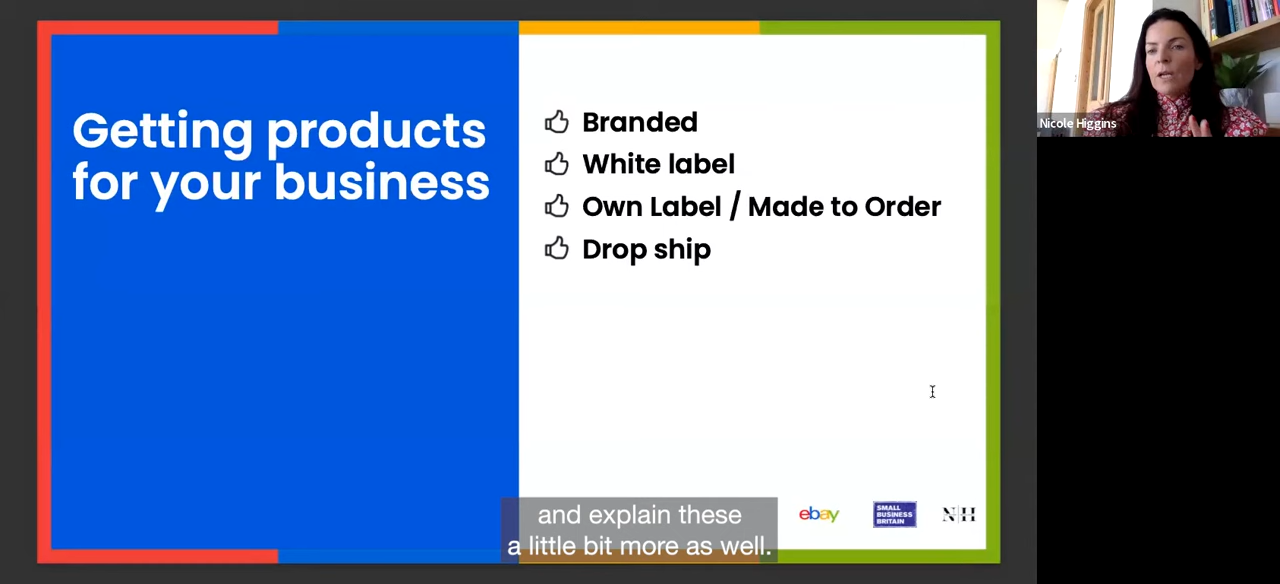 Getting products
for your business
Branded
White label
Own Label / Made to Order
Drop ship
ebay
SMALL
BUSINESS
BRITAIN
NH
and explain these
a little bit more as well.
Nicole Higgins